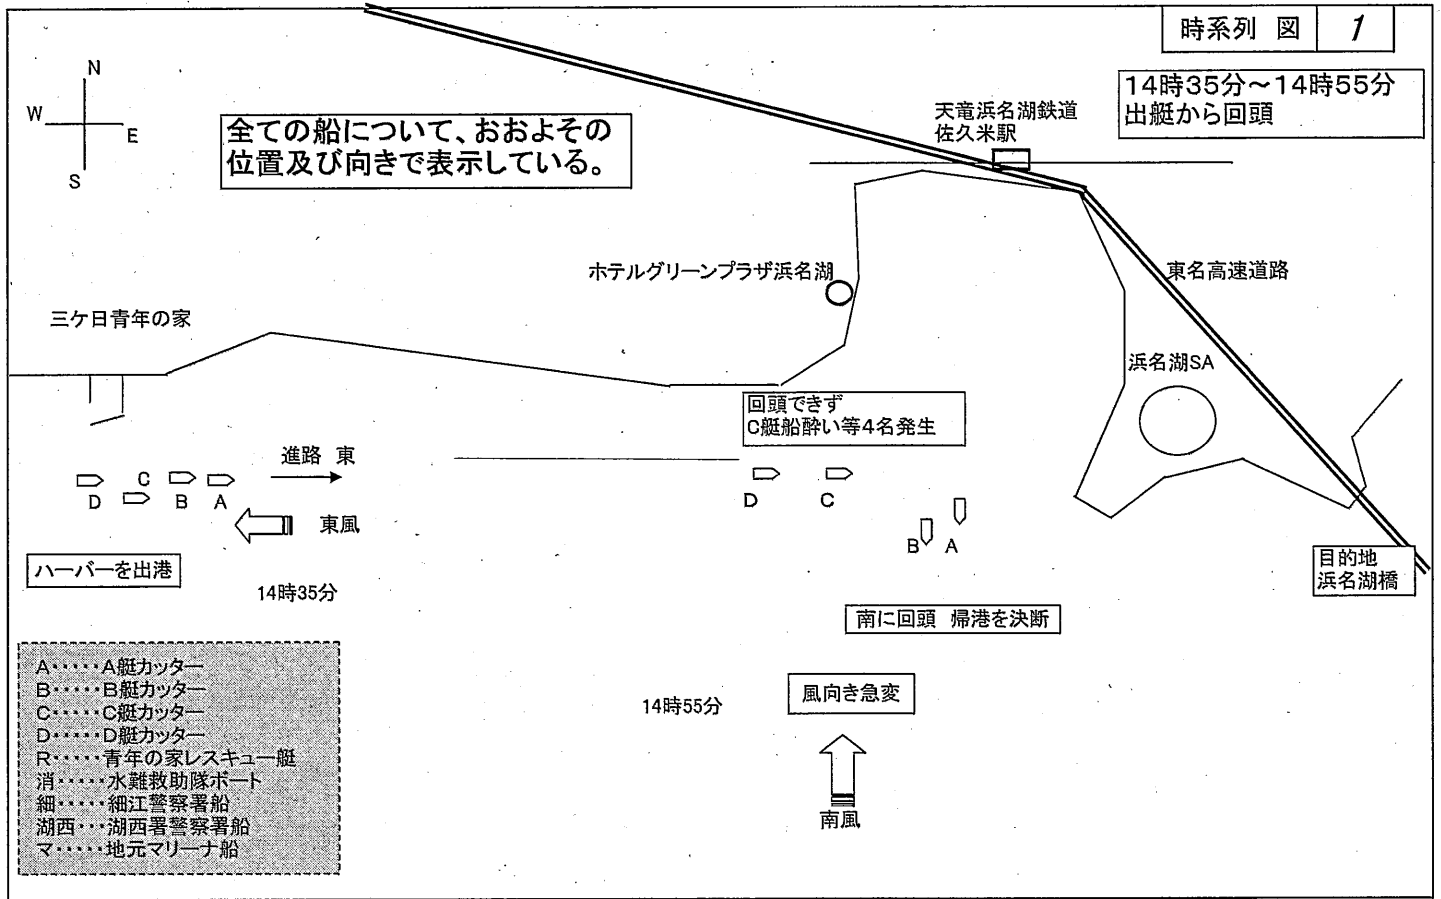 時系列 図 1
14時35分～14時55分
出艇から回頭
N
W
E
S
全ての船について、おおよその
位置及び向きで表示している。
天竜浜名湖鉄道
佐久米駅
ホテルグリーンプラザ浜名湖
東名高速道路
三ケ日青年の家
浜名湖SA
回頭できず
C艇船酔い等4名発生
進路 東
D
C
B
A
東風
D
C
B
A
ハーバーを出港
14時35分
目的地
浜名湖橋
南に回頭 帰港を決断
A‥‥‥A艇カッター
B‥‥‥B艇カッター
C‥‥‥C艇カッター
D‥‥‥D艇カッター
R‥‥‥青年の家レスキュー艇
消‥‥‥水難救助隊ボート
細‥‥‥細江警察署船
湖西‥･湖西署警察署船
マ‥‥‥地元マリーナ船
14時55分
風向き急変
南風